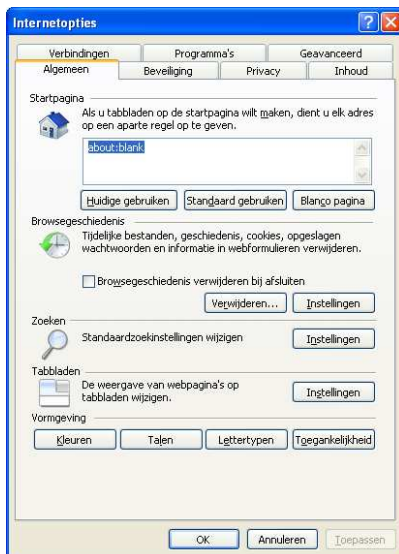 Internetopties
Verbindingen Programma's Geavanceerd
Algemeen Beveiliging Privacy Inhoud
Startpagina
Als u tabbladen op de startpagina wilt maken, dient u elk adres
op een aparte regel op te geven.
about:blank
Huidige gebruiken Standaard gebruiken Blanco pagina
Browsegeschiedenis
Tijdelijke bestanden, geschiedenis, cookies, opgeslagen
wachtwoorden en informatie in webformulieren verwijderen.
Browsegeschiedenis verwijderen bij afsluiten
Verwijderen... Instellingen
Zoeken
Standaardzoekinstellingen wijzigen Instellingen
Tabbladen
De weergave van webpagina's op
tabbladen wijzigen. Instellingen
Vormgeving
Kleuren Talen Lettertypen Toegankelijkheid
OK Annuleren Toepassen